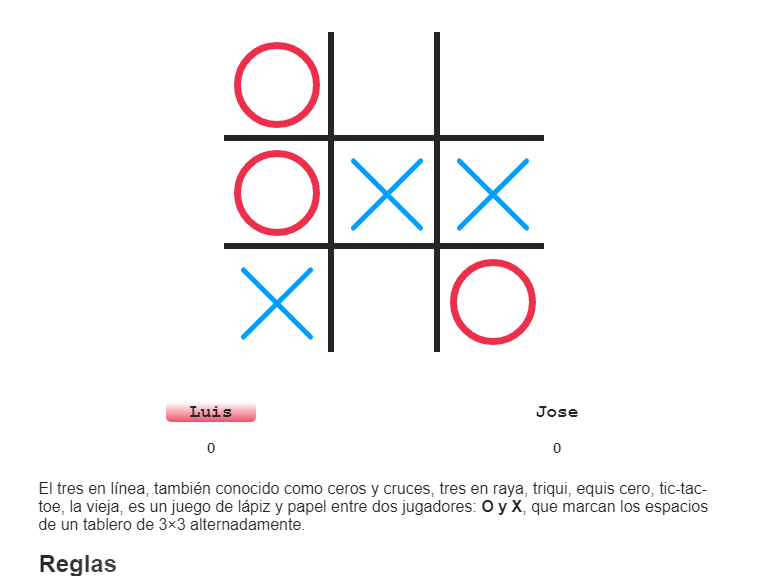 Luis Jose
0 0
El tres en línea, también conocido como ceros y cruces, tres en raya, triqui, equis cero, tic-tac-
toe, la vieja, es un juego de lápiz y papel entre dos jugadores: O y X, que marcan los espacios
de un tablero de 3×3 alternadamente.
Reglas